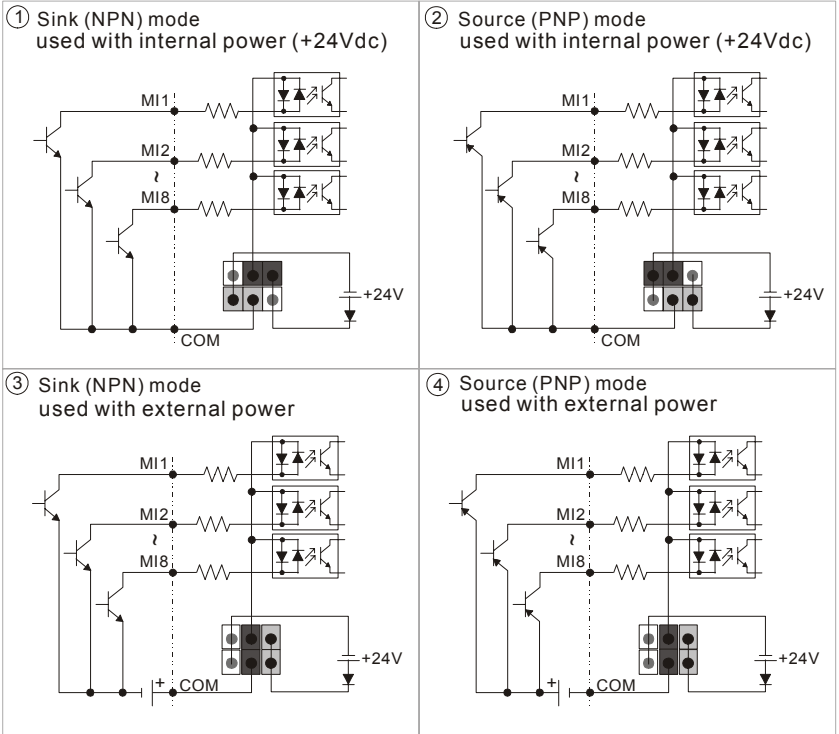 ① Sink (NPN) mode
used with internal power (+24Vdc)
MI1
MI2
~
MI8
+24V
COM
② Source (PNP) mode
used with internal power (+24Vdc)
MI1
MI2
~
MI8
+24V
COM
③ Sink (NPN) mode
used with external power
MI1
MI2
~
MI8
+24V
+
COM
④ Source (PNP) mode
used with external power
MI1
MI2
~
MI8
+24V
+
COM